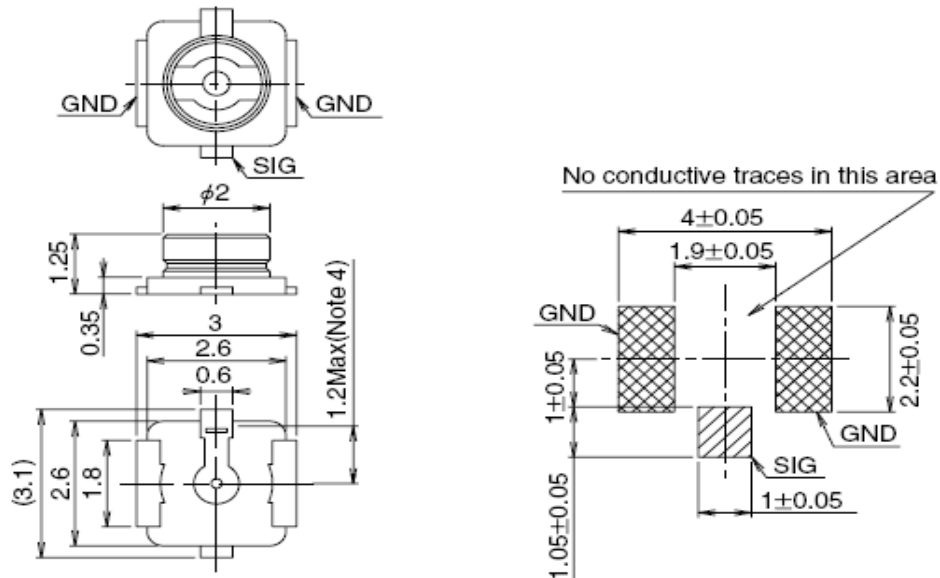 GND
GND
SIG
ϕ2
1.25
0.35
3
2.6
0.6
1.2Max(Note 4)
(3.1)
2.6
1.8
No conductive traces in this area
4±0.05
1.9±0.05
GND
2.2±0.05
1±0.05
GND
SIG
1.05±0.05
1±0.05